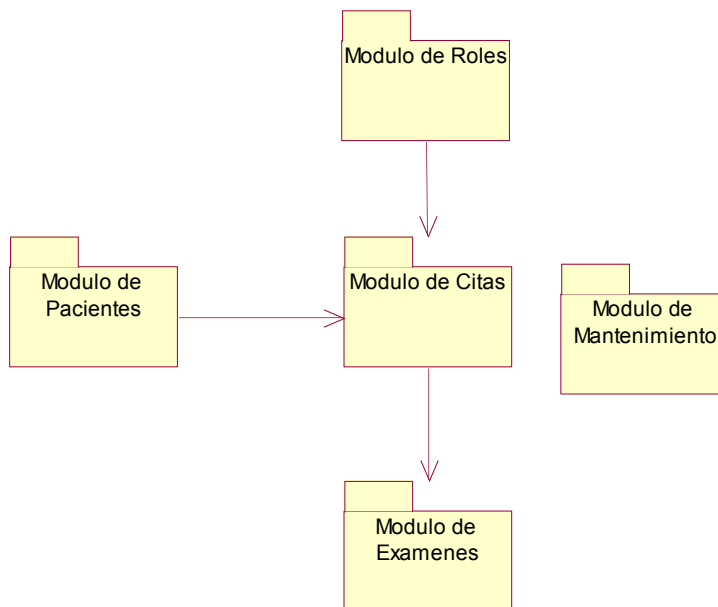 Modulo de Roles
Modulo de
Pacientes
Modulo de Citas
Modulo de
Mantenimiento
Modulo de
Examenes